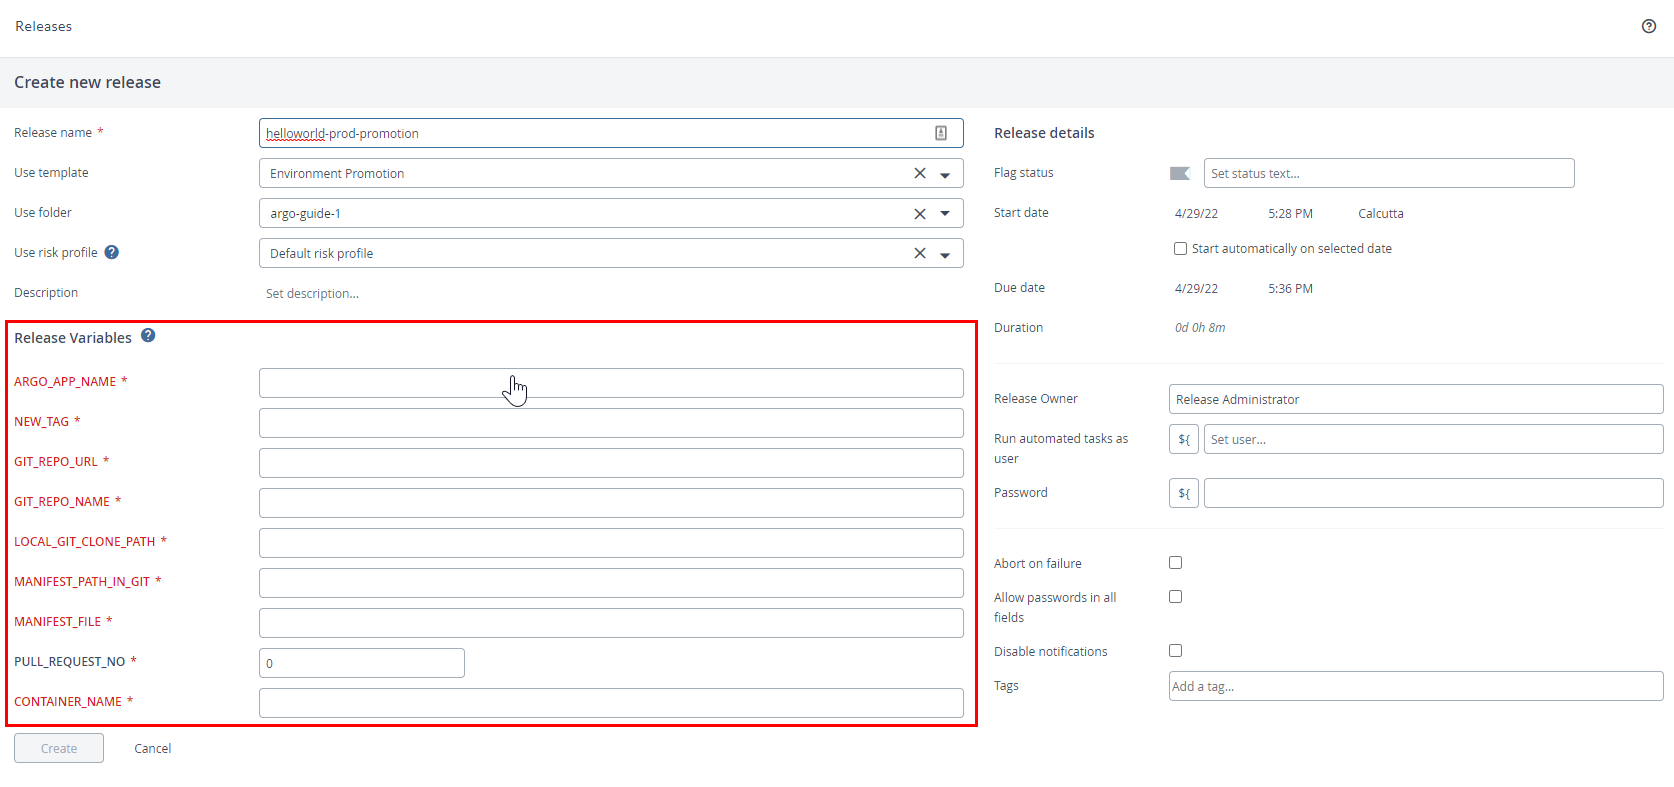 Releases
Create new release
Release name *
helloworld-prod-promotion
Use template
Environment Promotion
Use folder
argo-guide-1
Use risk profile ?
Default risk profile
Description
Set description...
Release Variables ?
ARGO_APP_NAME *
NEW_TAG *
GIT_REPO_URL *
GIT_REPO_NAME *
LOCAL_GIT_CLONE_PATH *
MANIFEST_PATH_IN_GIT *
MANIFEST_FILE *
PULL_REQUEST_NO *
0
CONTAINER_NAME *
Create Cancel
Release details
Flag status
Set status text...
Start date
4/29/22 5:28 PM Calcutta
Start automatically on selected date
Due date
4/29/22 5:36 PM
Duration
0d 0h 8m
Release Owner
Release Administrator
Run automated tasks as
user
${ Set user...
Password
${
Abort on failure
Allow passwords in all
fields
Disable notifications
Tags
Add a tag...